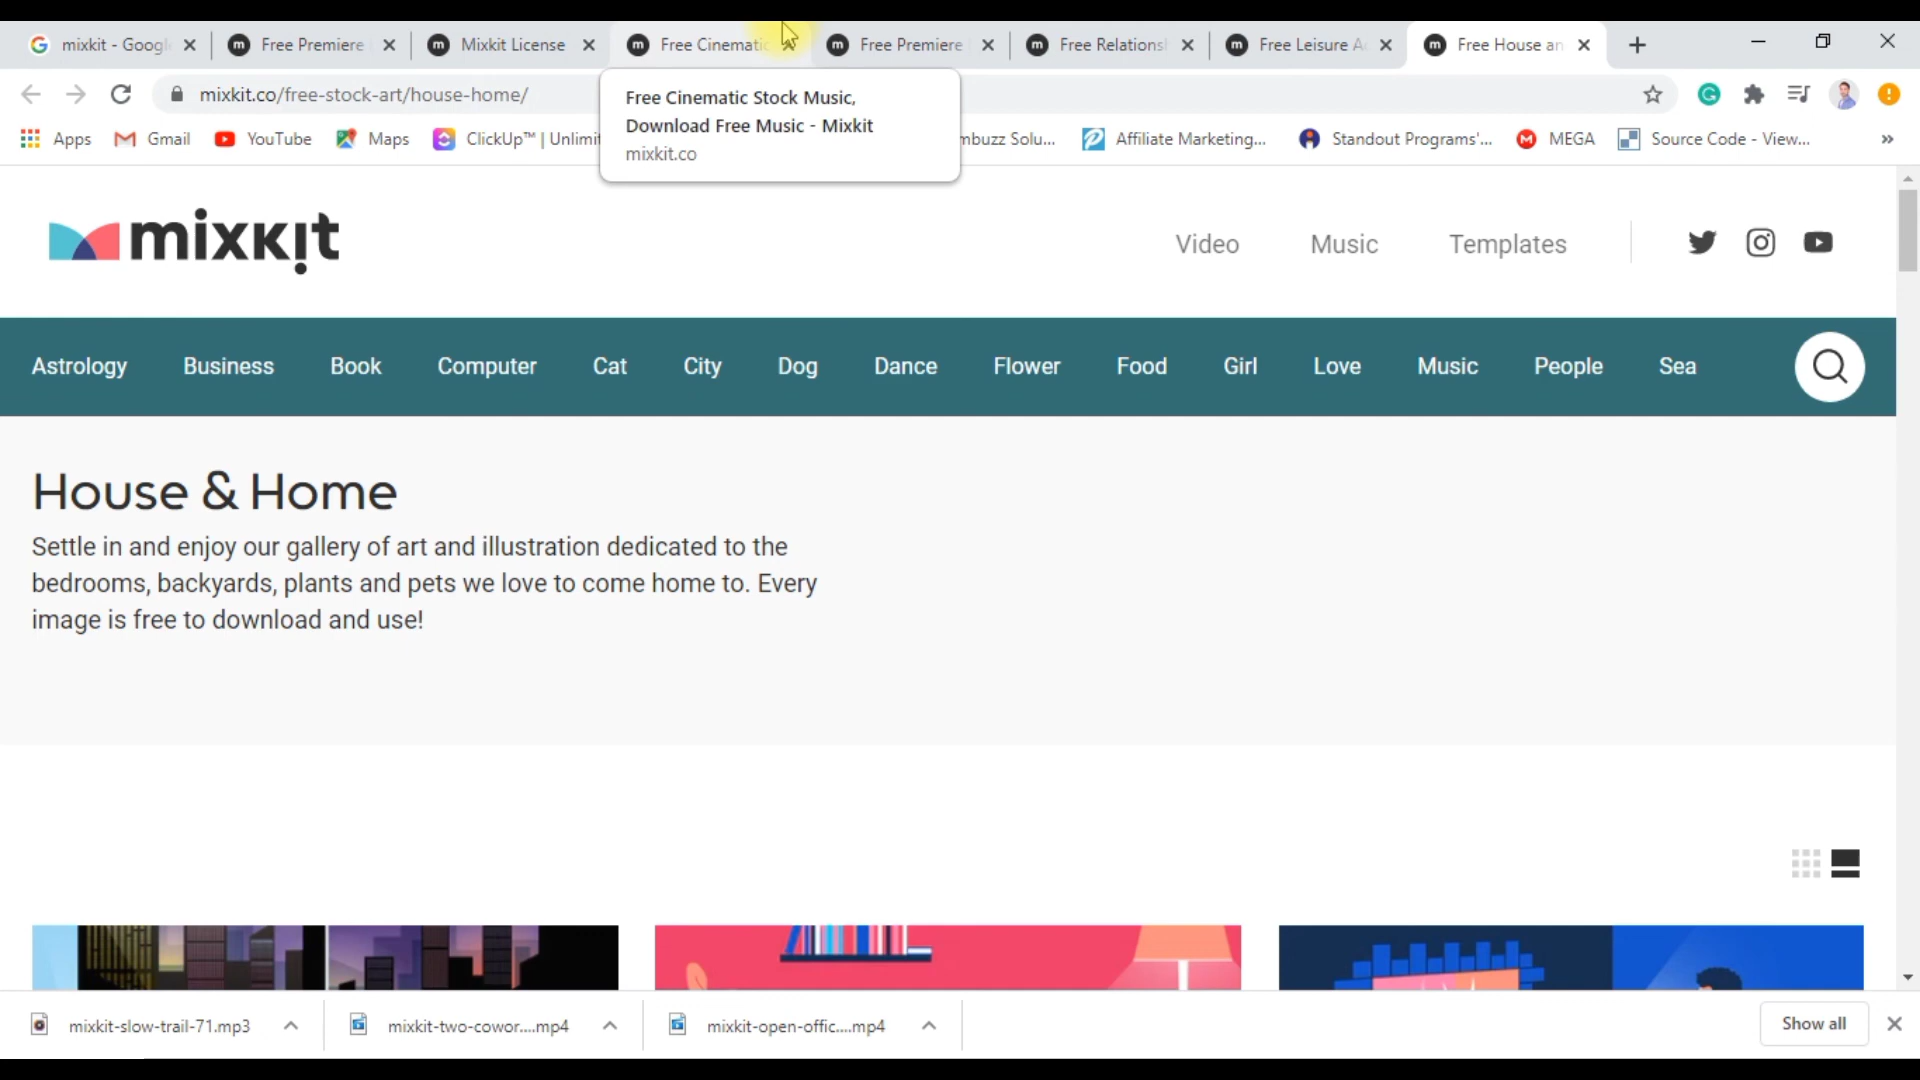 mixkit - Googl
Free Premiere
Mixkit License
Free Cinematic
Free Premiere
Free Relations
Free Leisure A
Free House an
mixkit.co/free-stock-art/house-home/
Free Cinematic Stock Music,
Download Free Music - Mixkit
mixkit.co
Apps
Gmail
YouTube
Maps
ClickUp™ | Unlimit
mbuzz Solu...
Affiliate Marketing...
Standout Programs'...
MEGA
Source Code - View...
»
mixkit
Video
Music
Templates
Astrology
Business
Book
Computer
Cat
City
Dog
Dance
Flower
Food
Girl
Love
Music
People
Sea
House & Home
Settle in and enjoy our gallery of art and illustration dedicated to the
bedrooms, backyards, plants and pets we love to come home to. Every
image is free to download and use!
mixkit-slow-trail-71.mp3
mixkit-two-cowor....mp4
mixkit-open-offic....mp4
Show all